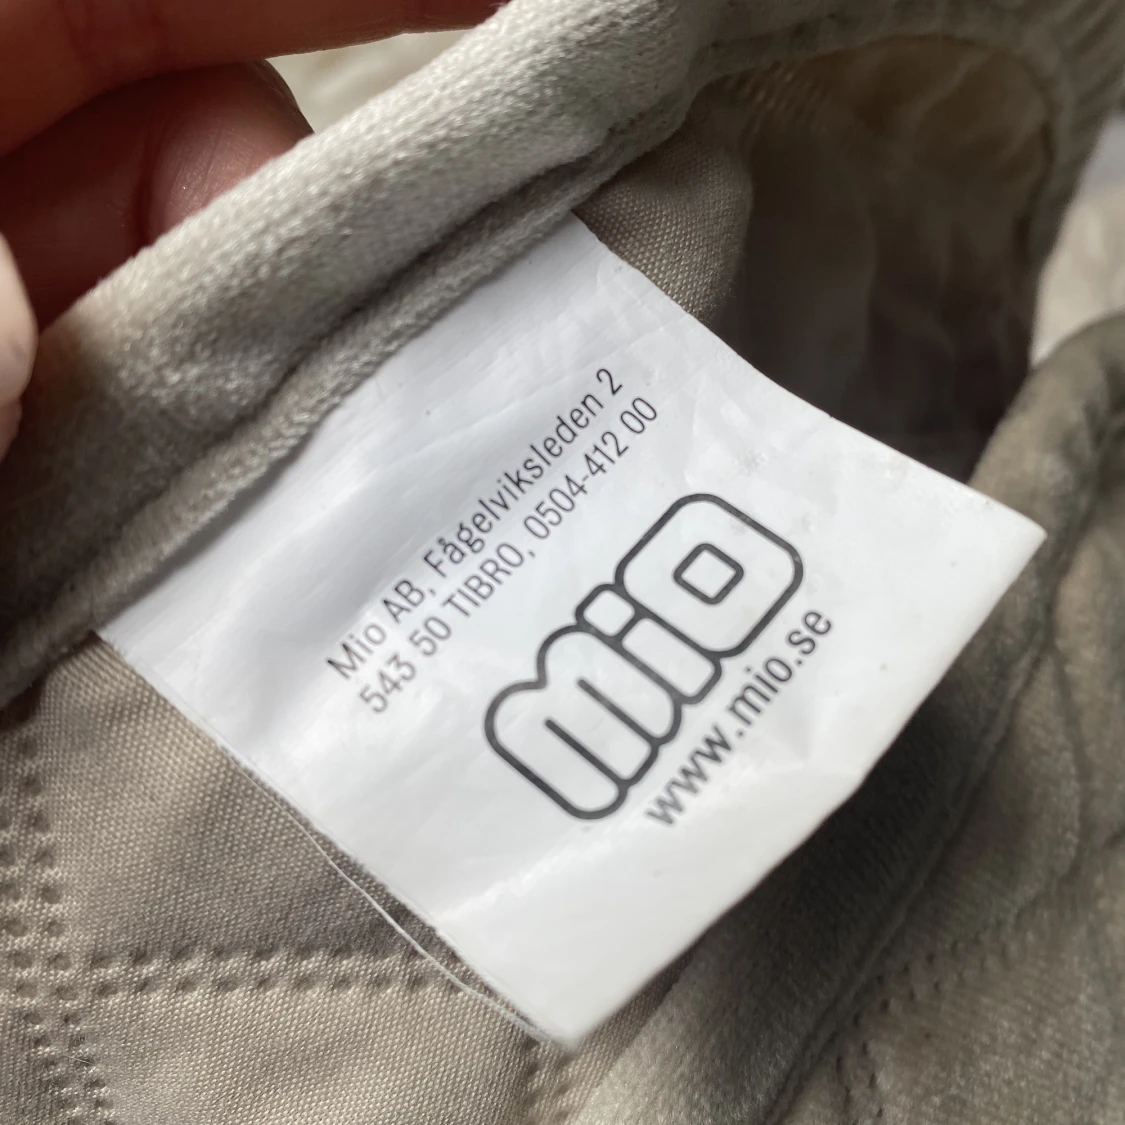 Mio AB, Fågelviksleden 2
543 50 TIBRO, 0504-412 00
mio
www.mio.se